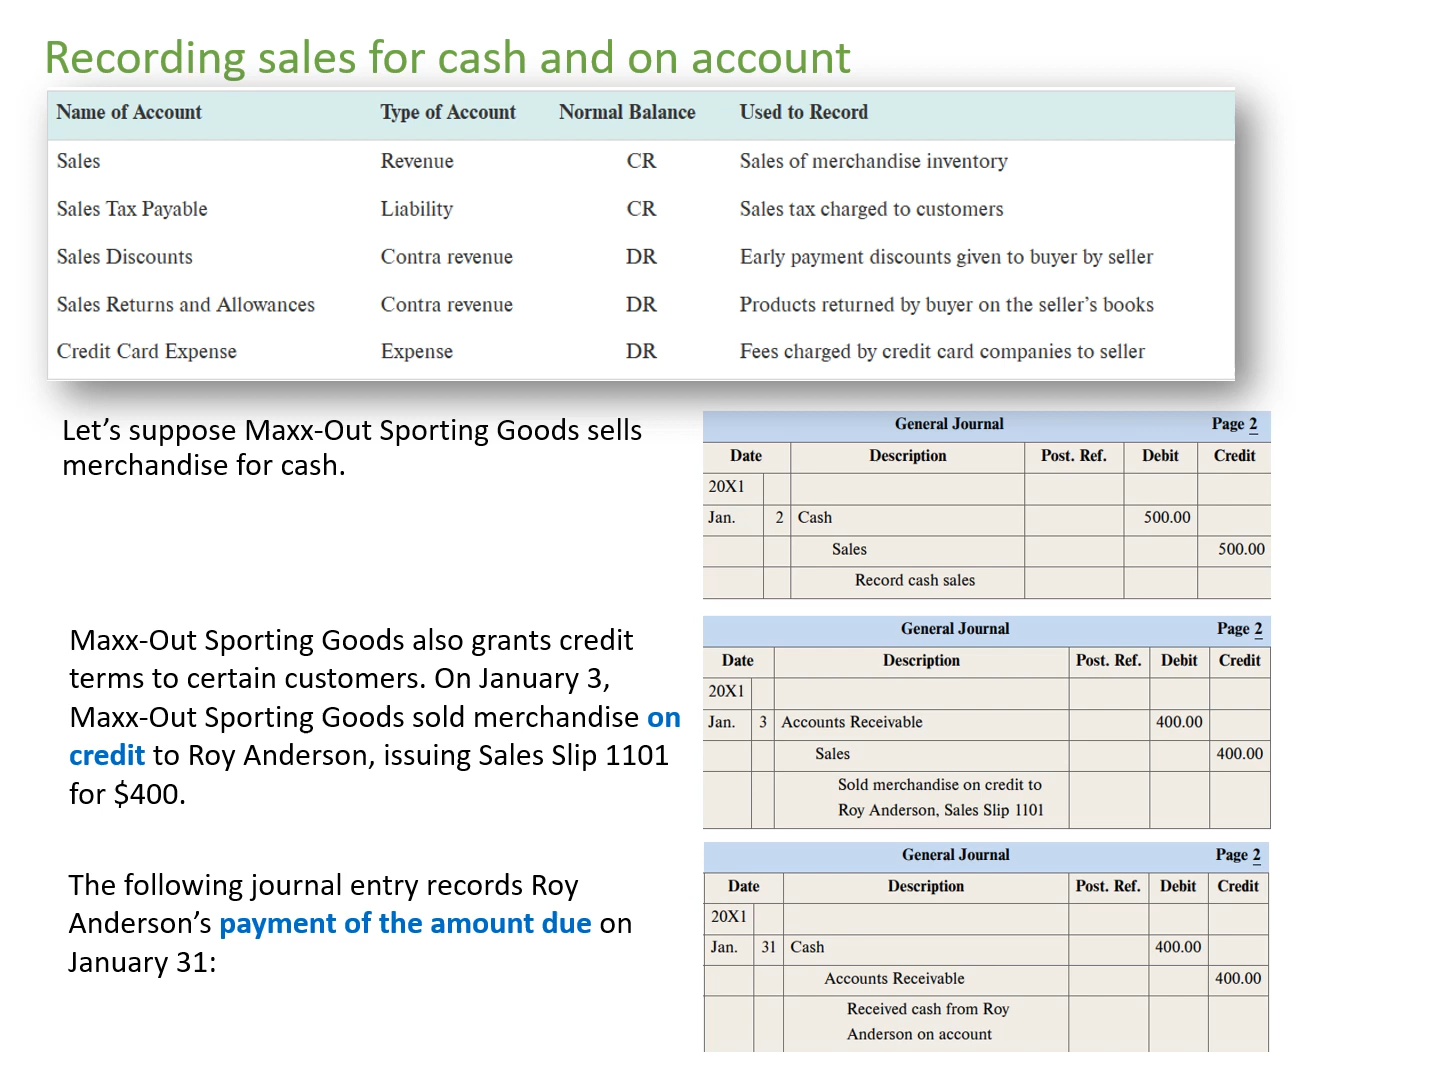 Recording sales for cash and on account
Name of Account Type of Account Normal Balance Used to Record
Sales Revenue CR Sales of merchandise inventory
Sales Tax Payable Liability CR Sales tax charged to customers
Sales Discounts Contra revenue DR Early payment discounts given to buyer by seller
Sales Returns and Allowances Contra revenue DR Products returned by buyer on the seller's books
Credit Card Expense Expense DR Fees charged by credit card companies to seller
Let's suppose Maxx-Out Sporting Goods sells
merchandise for cash.
General Journal Page 2
Date Description Post. Ref. Debit Credit
20X1
Jan. 2 Cash 500.00
Sales 500.00
Record cash sales
Maxx-Out Sporting Goods also grants credit
terms to certain customers. On January 3,
Maxx-Out Sporting Goods sold merchandise on
credit to Roy Anderson, issuing Sales Slip 1101
for $400.
General Journal Page 2
Date Description Post. Ref. Debit Credit
20X1
Jan. 3 Accounts Receivable 400.00
Sales 400.00
Sold merchandise on credit to
Roy Anderson, Sales Slip 1101
The following journal entry records Roy
Anderson's payment of the amount due on
January 31:
General Journal Page 2
Date Description Post. Ref. Debit Credit
20X1
Jan. 31 Cash 400.00
Accounts Receivable 400.00
Received cash from Roy
Anderson on account